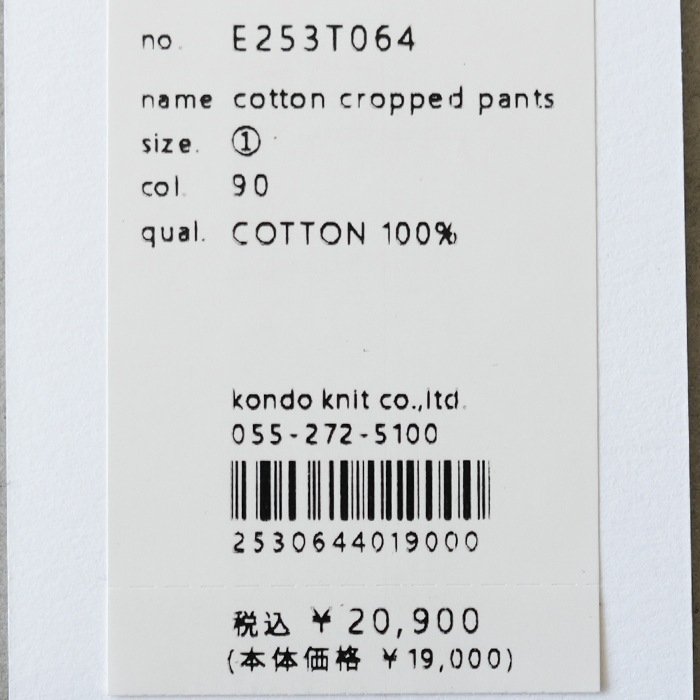 no. E253T064
name cotton cropped pants
size. ①
col. 90
qual. COTTON 100%
kondo knit co.,ltd.
055-272-5100
2530644019000
税込 ¥20,900
(本体価格 ¥19,000)